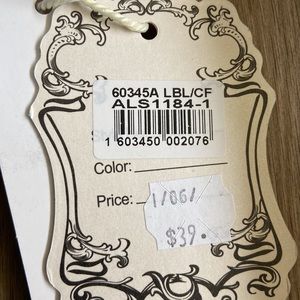 60345A LBL/CF
ALS1184-1
1 603450 002076
Color:
Price:
1/06/
$39.